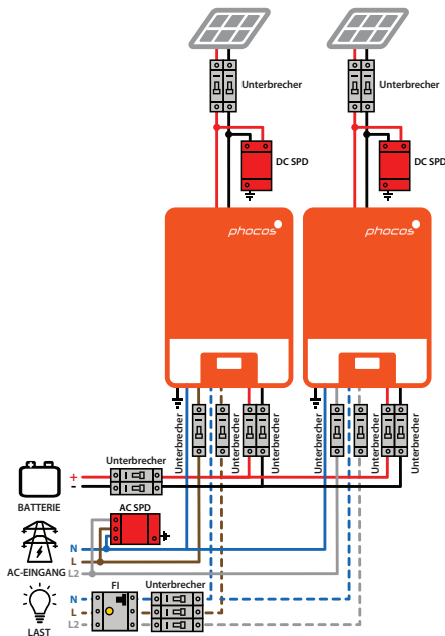 Unterbrecher
Unterbrecher
DC SPD
DC SPD
phocos
phocos
Unterbrecher
Unterbrecher
Unterbrecher
Unterbrecher
Unterbrecher
Unterbrecher
Unterbrecher
+
-
BATTERIE
AC SPD
N
L
L2
AC-EINGANG
FI
Unterbrecher
N
L
L2
LAST